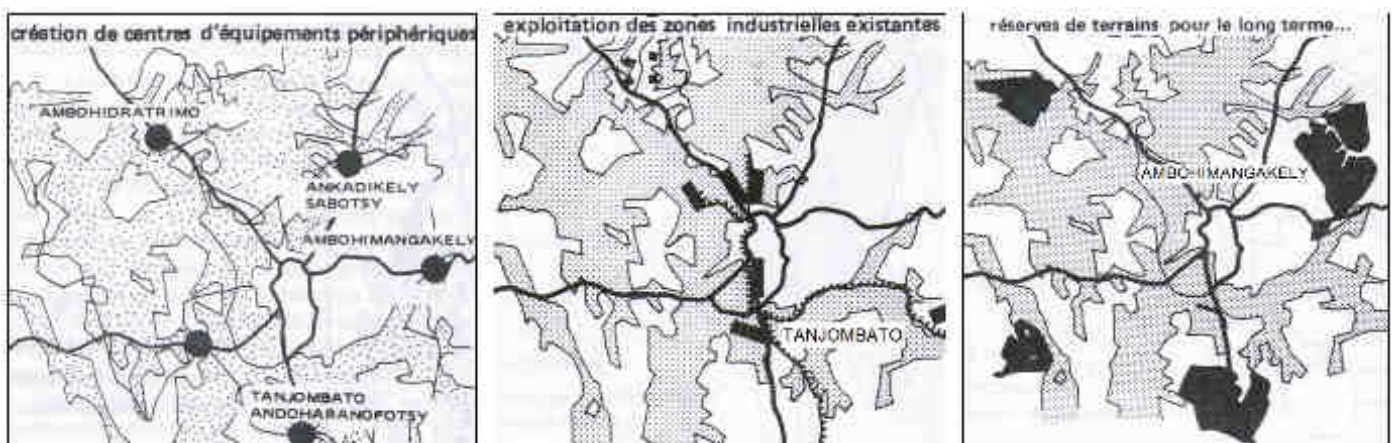 création de centres d'équipements périphériques
AMBOHIDRATRIMO
ANKADIKELY
SABOTSY
AMBOHIMANGAKELY
TANJOMBATO
ANDOHARANOFOTSY
exploitation des zones industrielles existantes
TANJOMBATO
réserves de terrains pour le long terme...
AMBOHIMANGAKELY